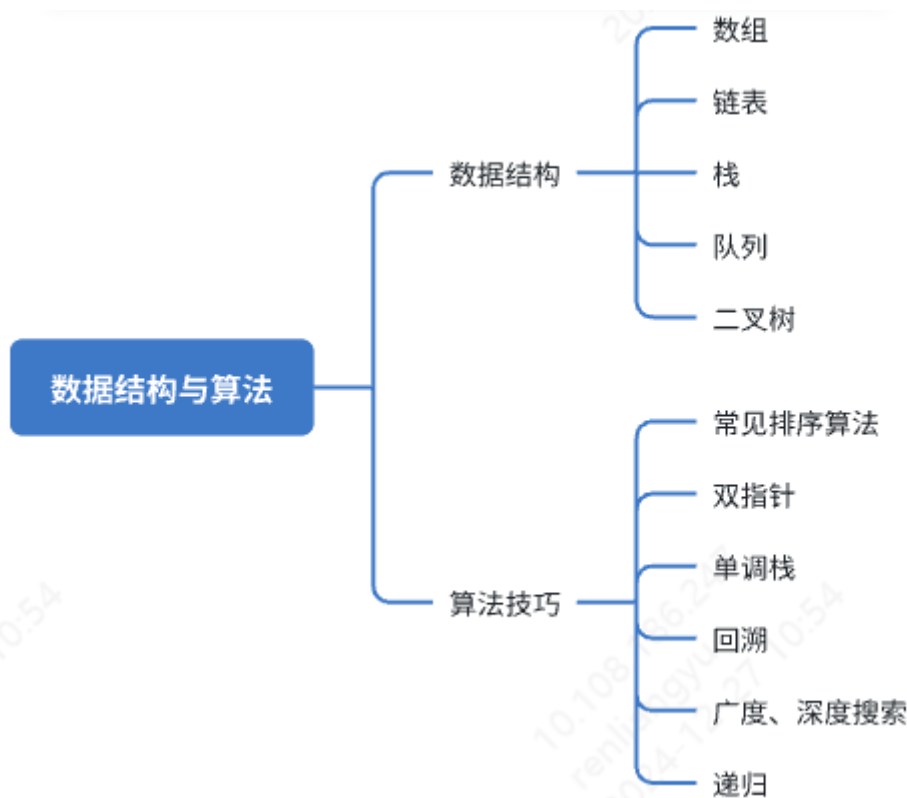 数据结构与算法
数据结构
数组
链表
栈
队列
二叉树
算法技巧
常见排序算法
双指针
单调栈
回溯
广度、深度搜索
递归